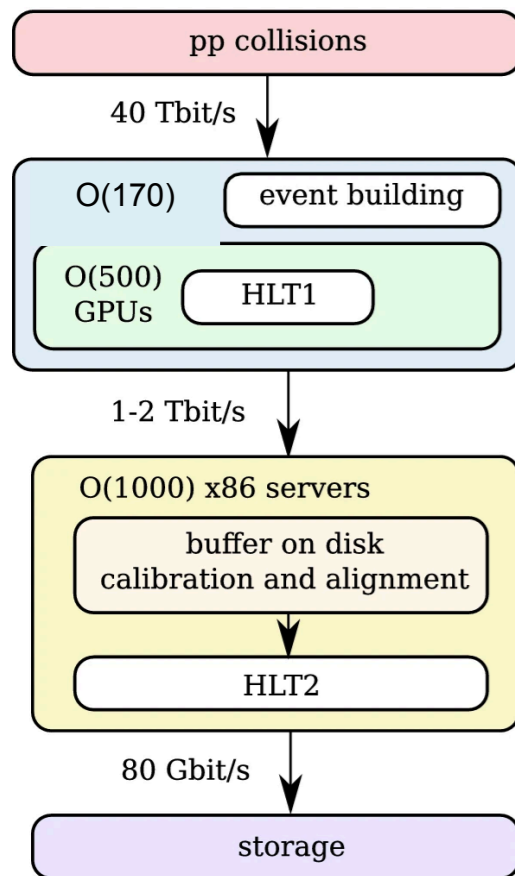 pp collisions
40 Tbit/s
O(170)
event building
O(500)
GPUs
HLT1
1-2 Tbit/s
O(1000) x86 servers
buffer on disk
calibration and alignment
HLT2
80 Gbit/s
storage